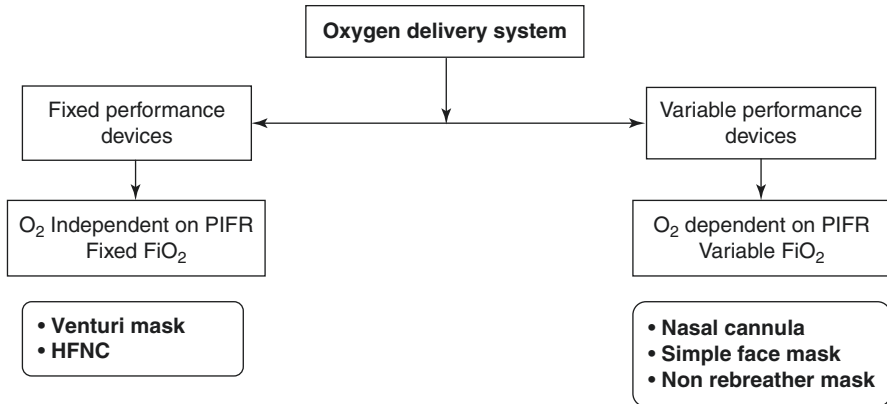 Oxygen delivery system
Fixed performance
devices
O₂ Independent on PIFR
Fixed FiO₂
• Venturi mask
• HFNC
Variable performance
devices
O₂ dependent on PIFR
Variable FiO₂
• Nasal cannula
• Simple face mask
• Non rebreather mask